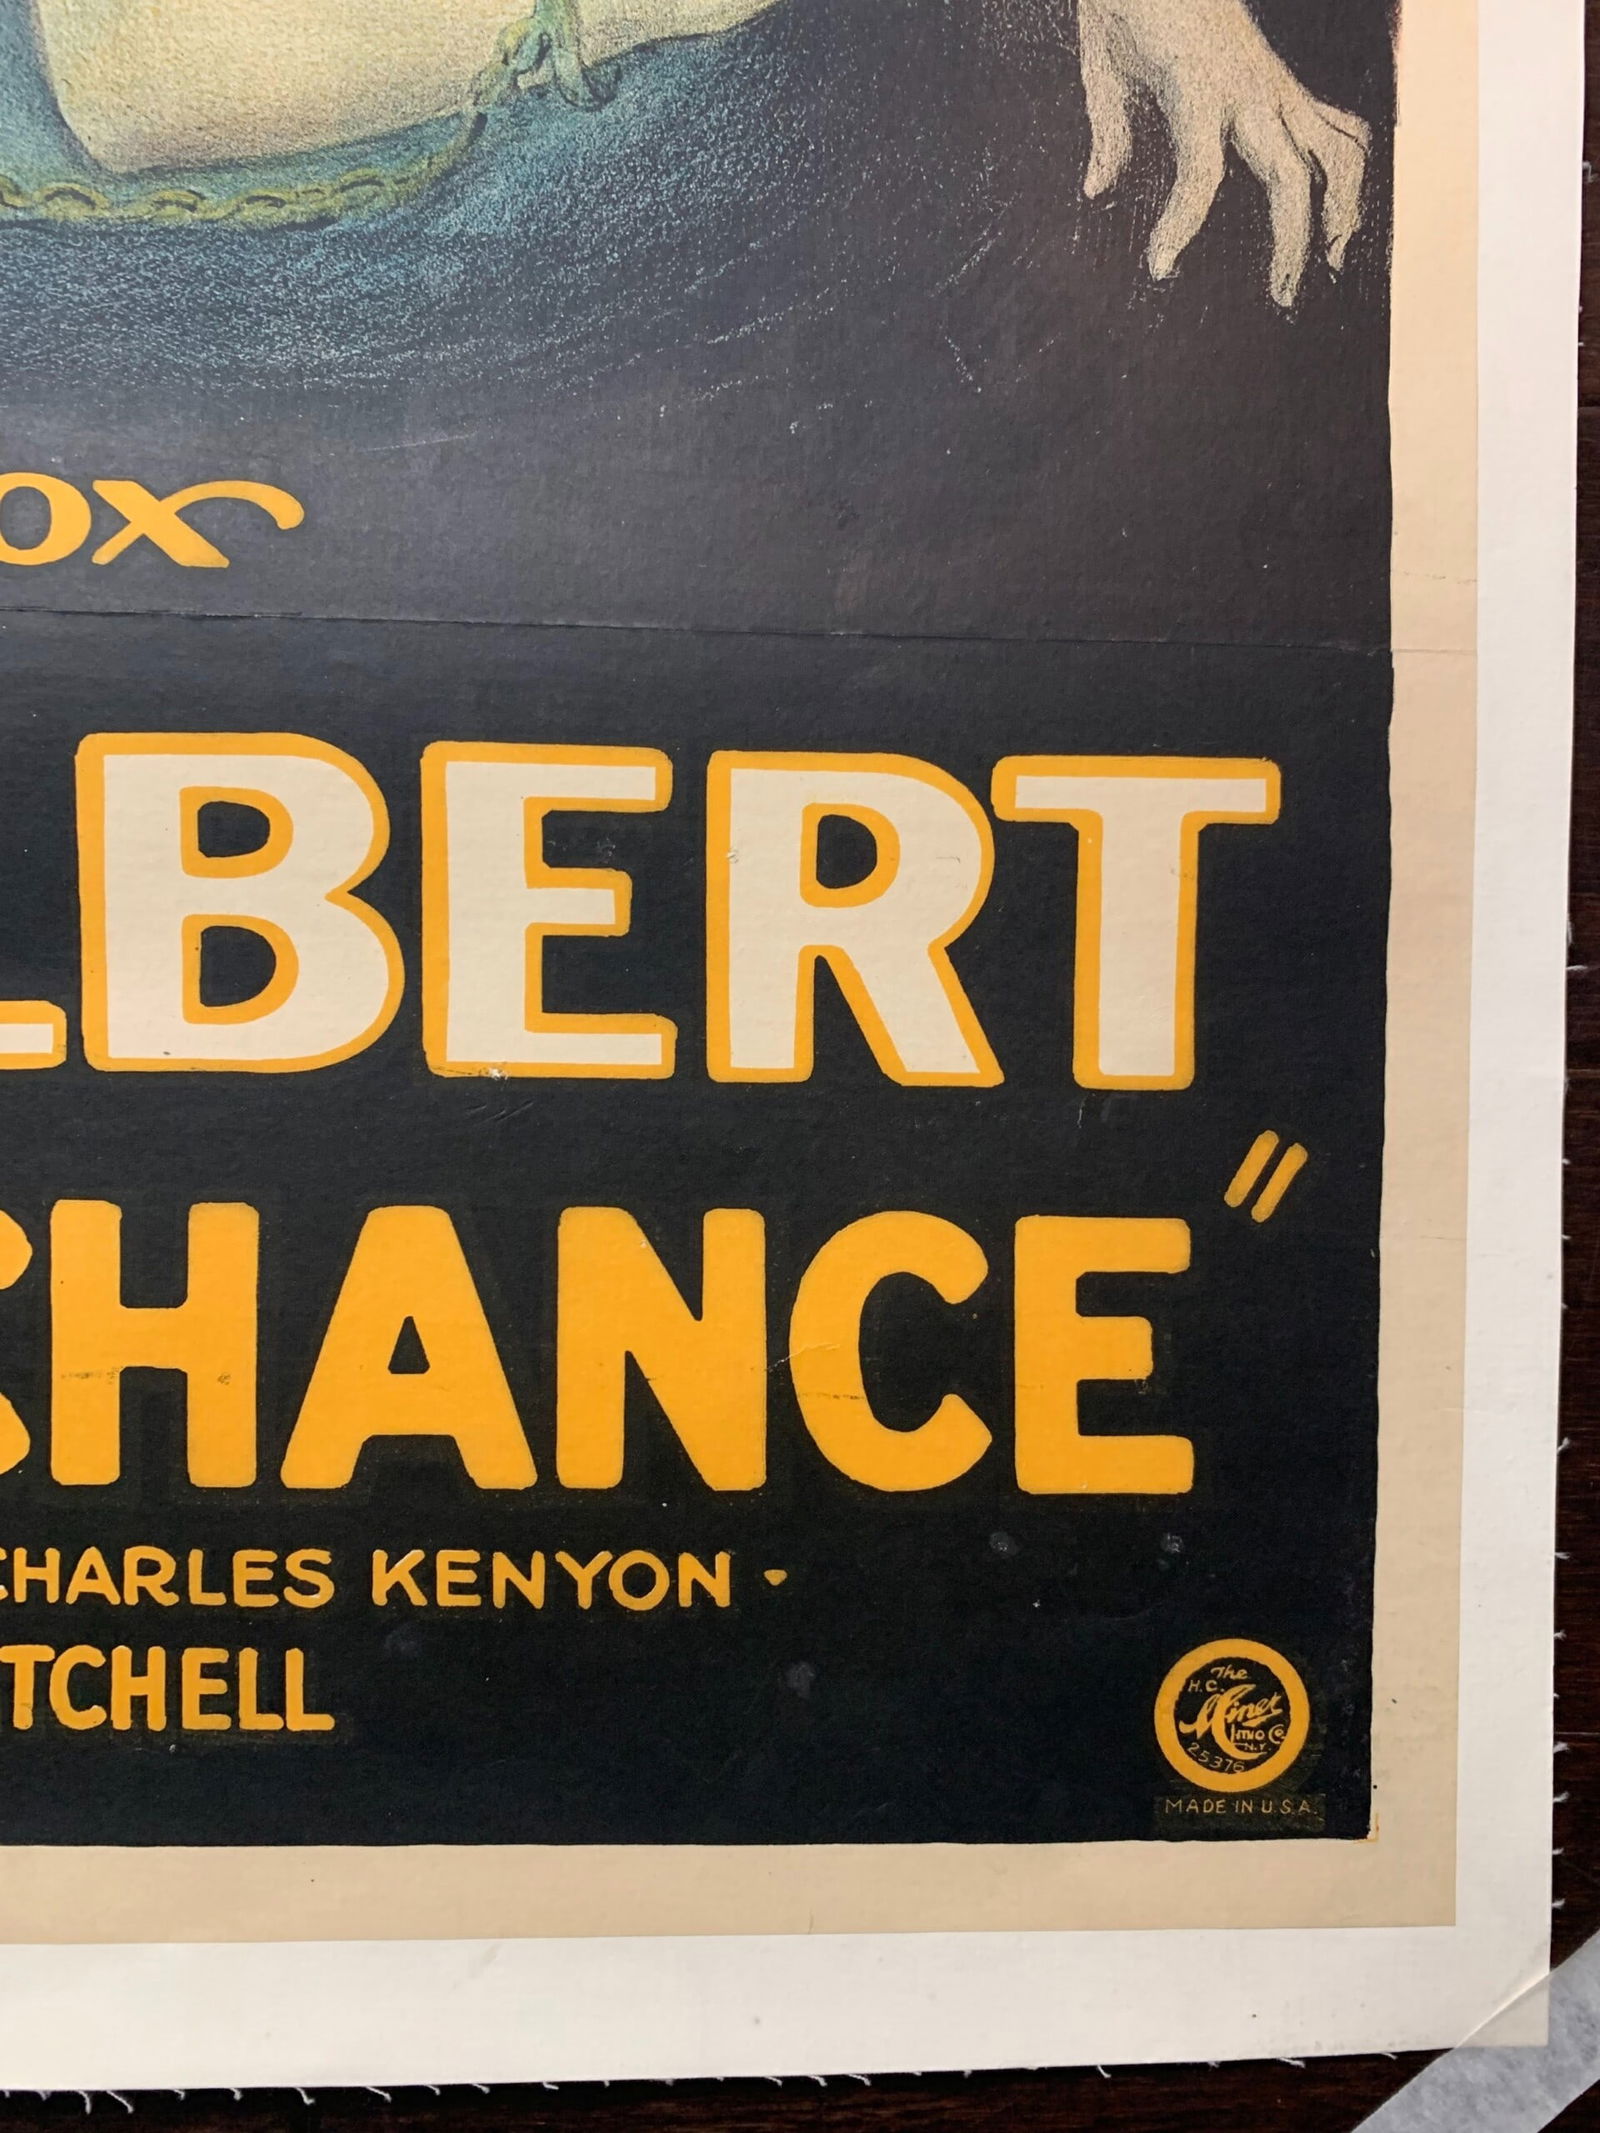 ox
LBERT
CHANCE"
CHARLES KENYON ·
TCHELL
The
H.C.
Miner
Litho Co.
N.Y.
25376
MADE IN U.S.A.